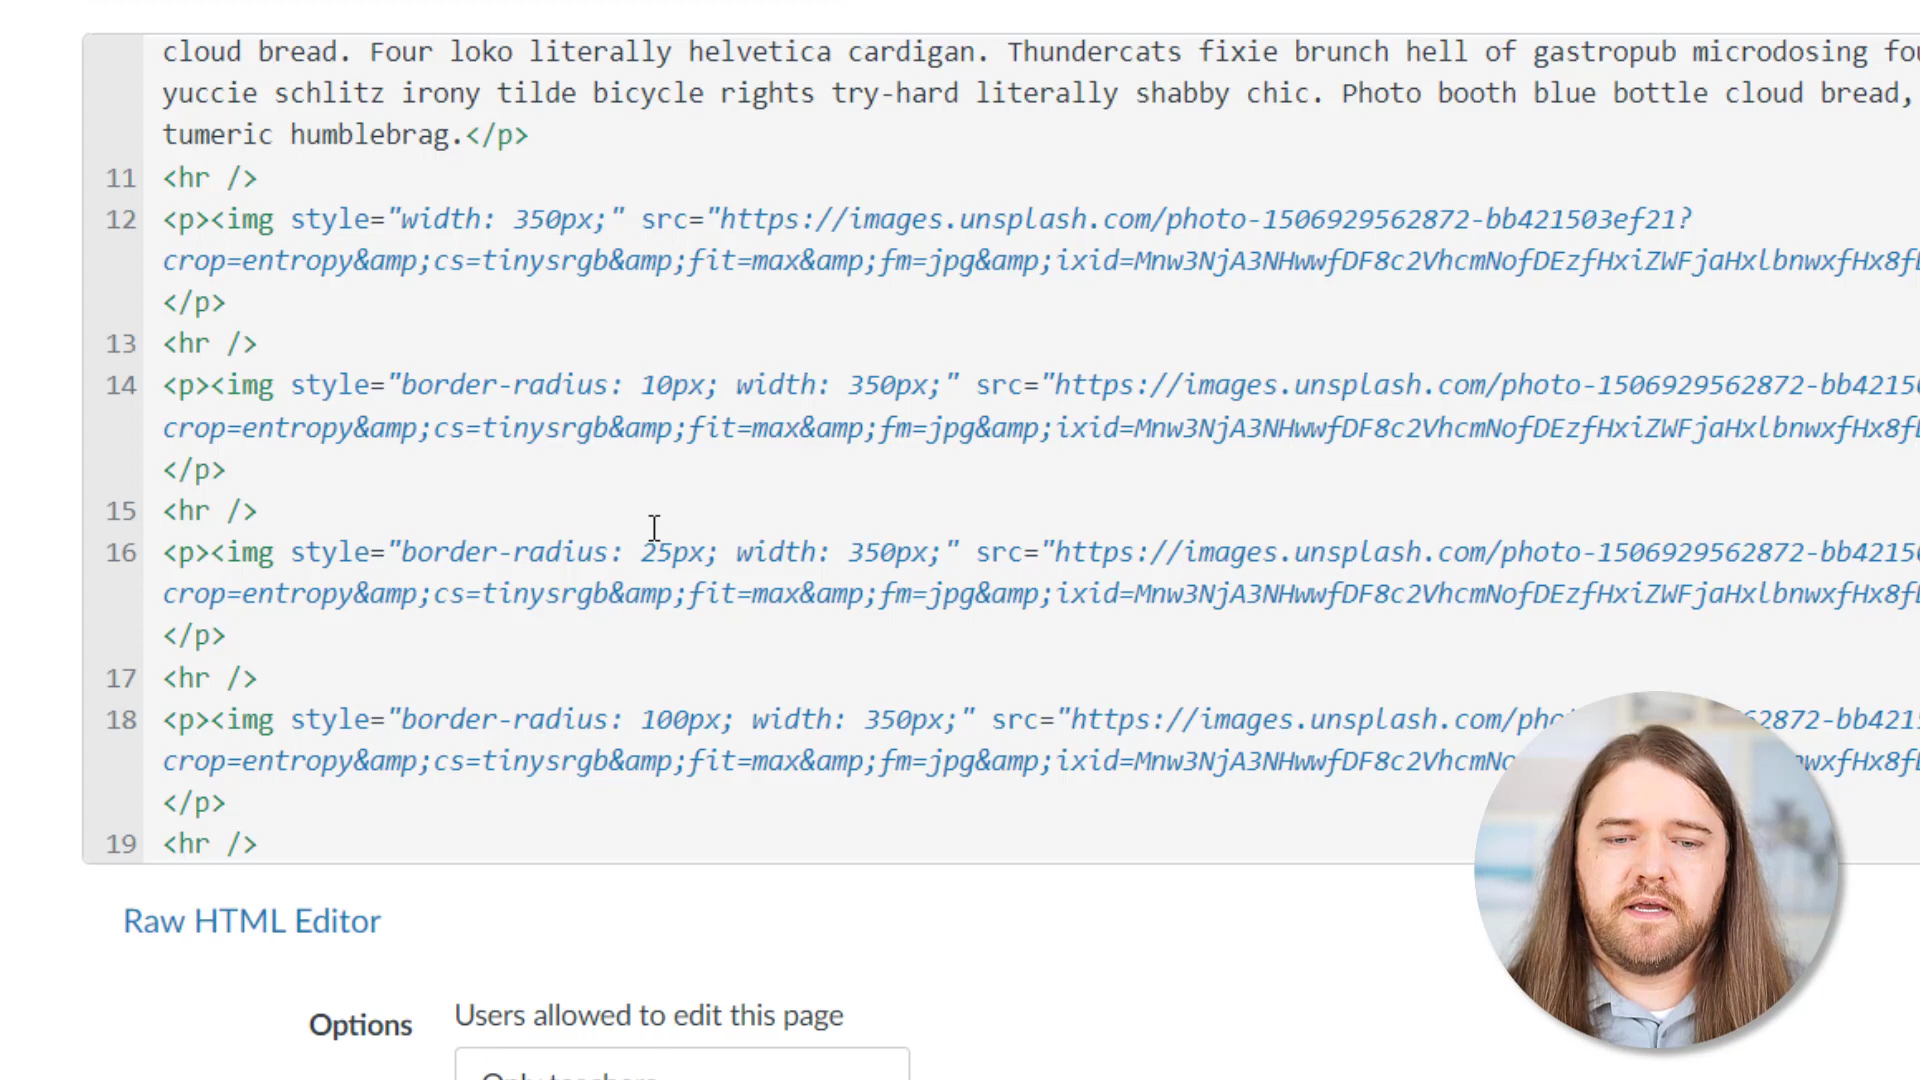 cloud bread. Four loko literally helvetica cardigan. Thundercats fixie brunch hell of gastropub microdosing
yuccie schlitz irony tilde bicycle rights try-hard literally shabby chic. Photo booth blue bottle cloud bread,
tumeric humblebrag.</p>
11 <hr />
12 <p><img style="width: 350px;" src="https://images.unsplash.com/photo-1506929562872-bb421503ef21?
crop=entropy&amp;cs=tinysrgb&amp;fit=max&amp;fm=jpg&amp;ixid=Mnw3NjA3NHwwfDF8c2VhcmNofDEzfHxiZWFjaHxlbnwxfHx8f
</p>
13 <hr />
14 <p><img style="border-radius: 10px; width: 350px;" src="https://images.unsplash.com/photo-1506929562872-bb4215
crop=entropy&amp;cs=tinysrgb&amp;fit=max&amp;fm=jpg&amp;ixid=Mnw3NjA3NHwwfDF8c2VhcmNofDEzfHxiZWFjaHxlbnwxfHx8f
</p>
15 <hr />
16 <p><img style="border-radius: 25px; width: 350px;" src="https://images.unsplash.com/photo-1506929562872-bb4215
crop=entropy&amp;cs=tinysrgb&amp;fit=max&amp;fm=jpg&amp;ixid=Mnw3NjA3NHwwfDF8c2VhcmNofDEzfHxiZWFjaHxlbnwxfHx8f
</p>
17 <hr />
18 <p><img style="border-radius: 100px; width: 350px;" src="https://images.unsplash.com/pho 62872-bb421
crop=entropy&amp;cs=tinysrgb&amp;fit=max&amp;fm=jpg&amp;ixid=Mnw3NjA3NHwwfDF8c2VhcmN wxfHx8f
</p>
19 <hr />
Raw HTML Editor
Options
Users allowed to edit this page